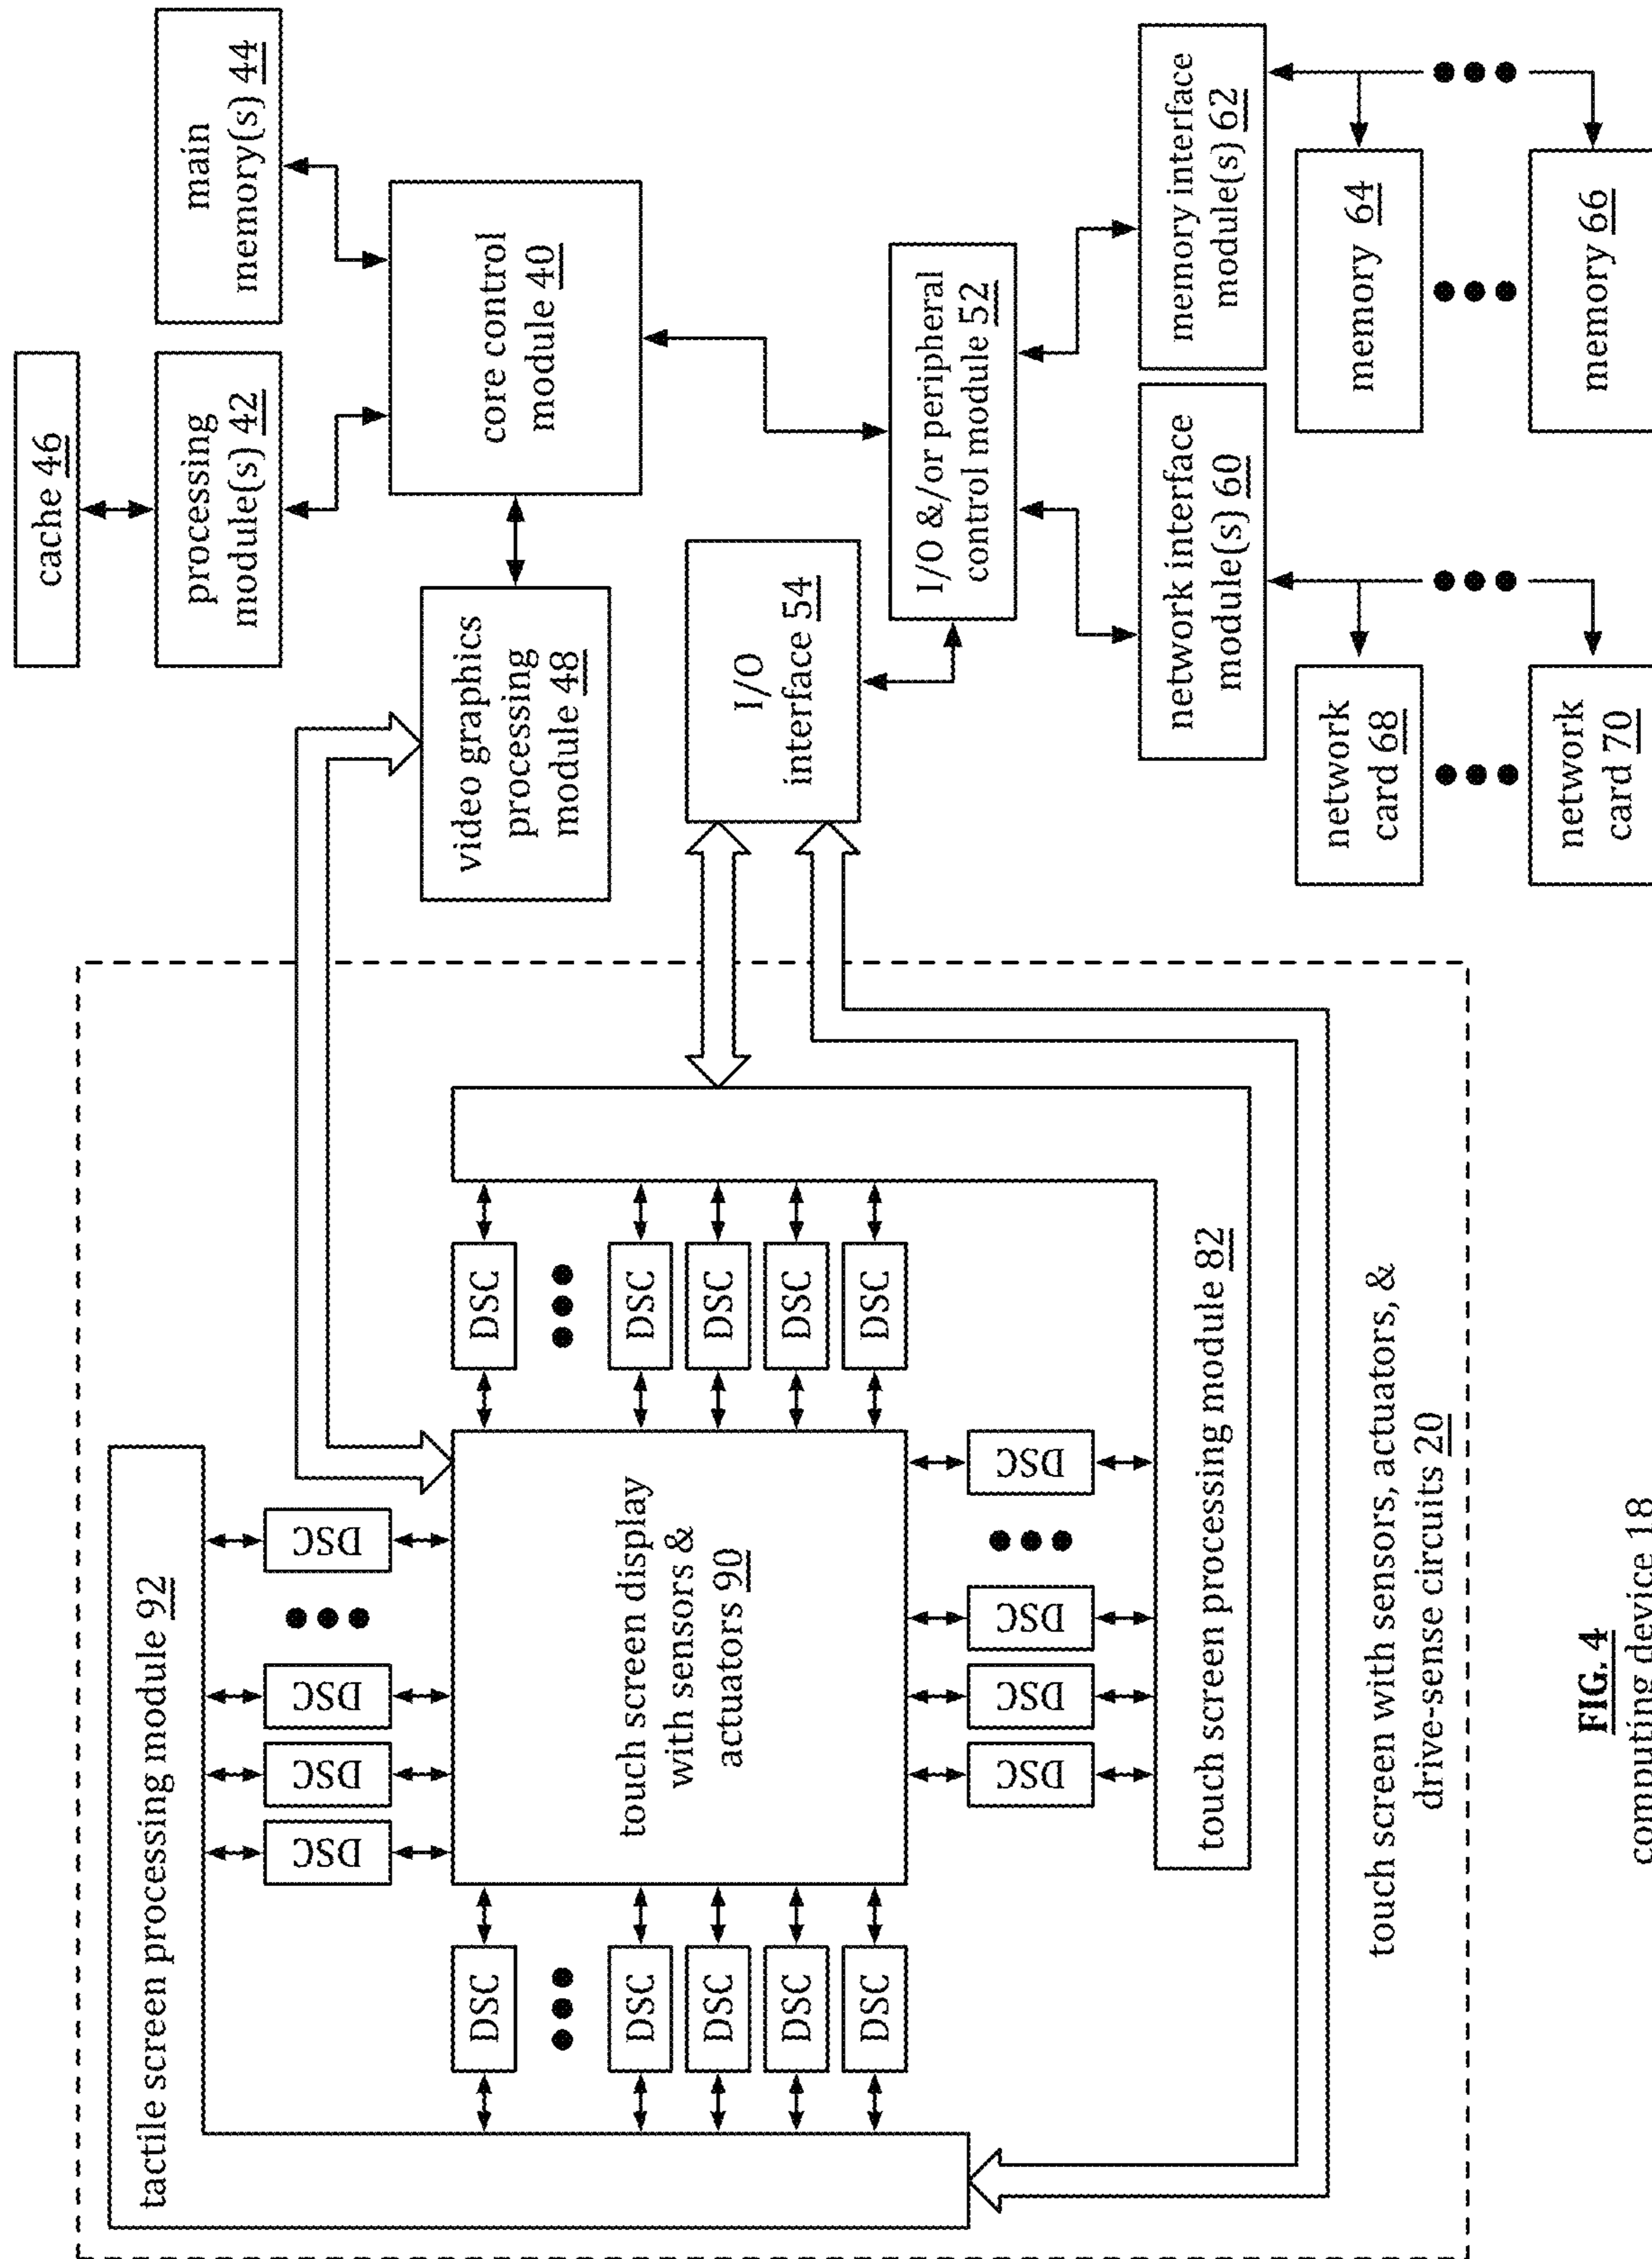 cache 46
processing
module(s) 42
main
memory(s) 44
core control
module 40
video graphics
processing
module 48
I/O
interface 54
I/O &/or peripheral
control module 52
network interface
module(s) 60
memory interface
module(s) 62
network
card 68
memory 64
network
card 70
memory 66
tactile screen processing module 92
DSC
DSC
DSC
DSC
DSC
DSC
DSC
DSC
DSC
touch screen display
with sensors &
actuators 90
DSC
DSC
DSC
DSC
DSC
DSC
DSC
DSC
DSC
touch screen processing module 82
touch screen with sensors, actuators, &
drive-sense circuits 20
FIG. 4
computing device 18